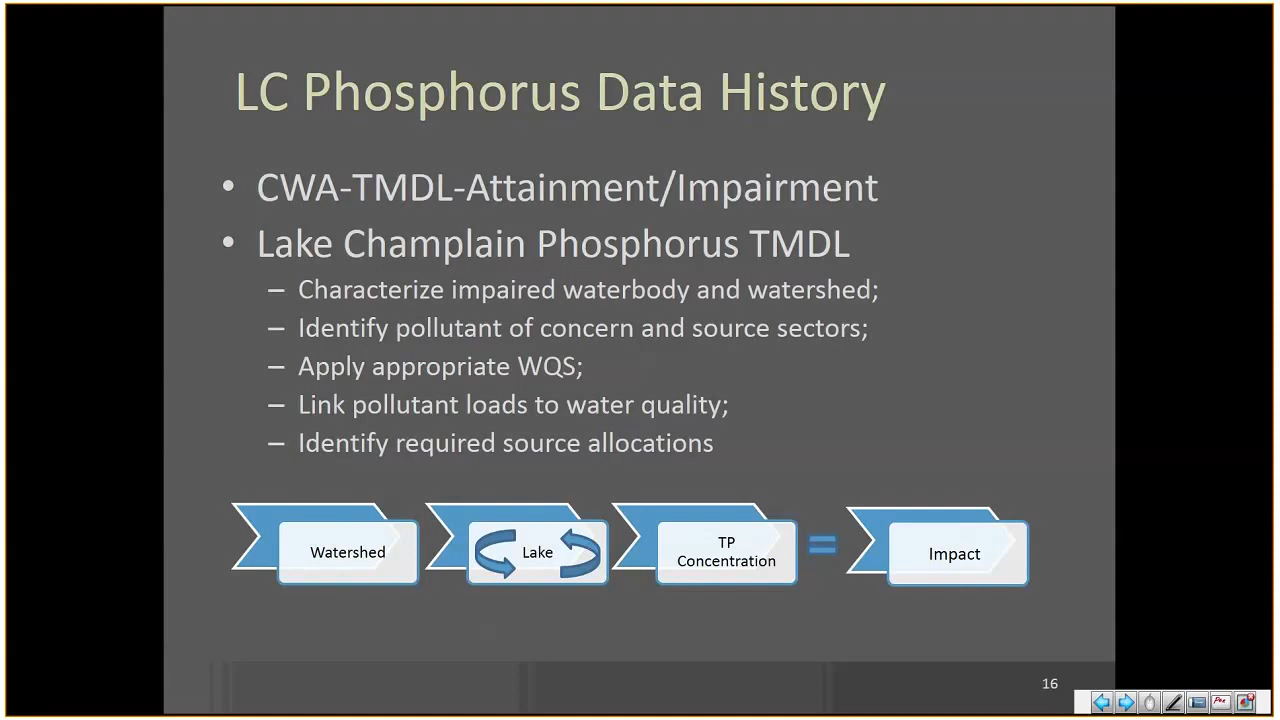 LC Phosphorus Data History
• CWA-TMDL-Attainment/Impairment
• Lake Champlain Phosphorus TMDL
– Characterize impaired waterbody and watershed;
– Identify pollutant of concern and source sectors;
– Apply appropriate WQS;
– Link pollutant loads to water quality;
– Identify required source allocations
Watershed
Lake
TP
Concentration
=
Impact
16